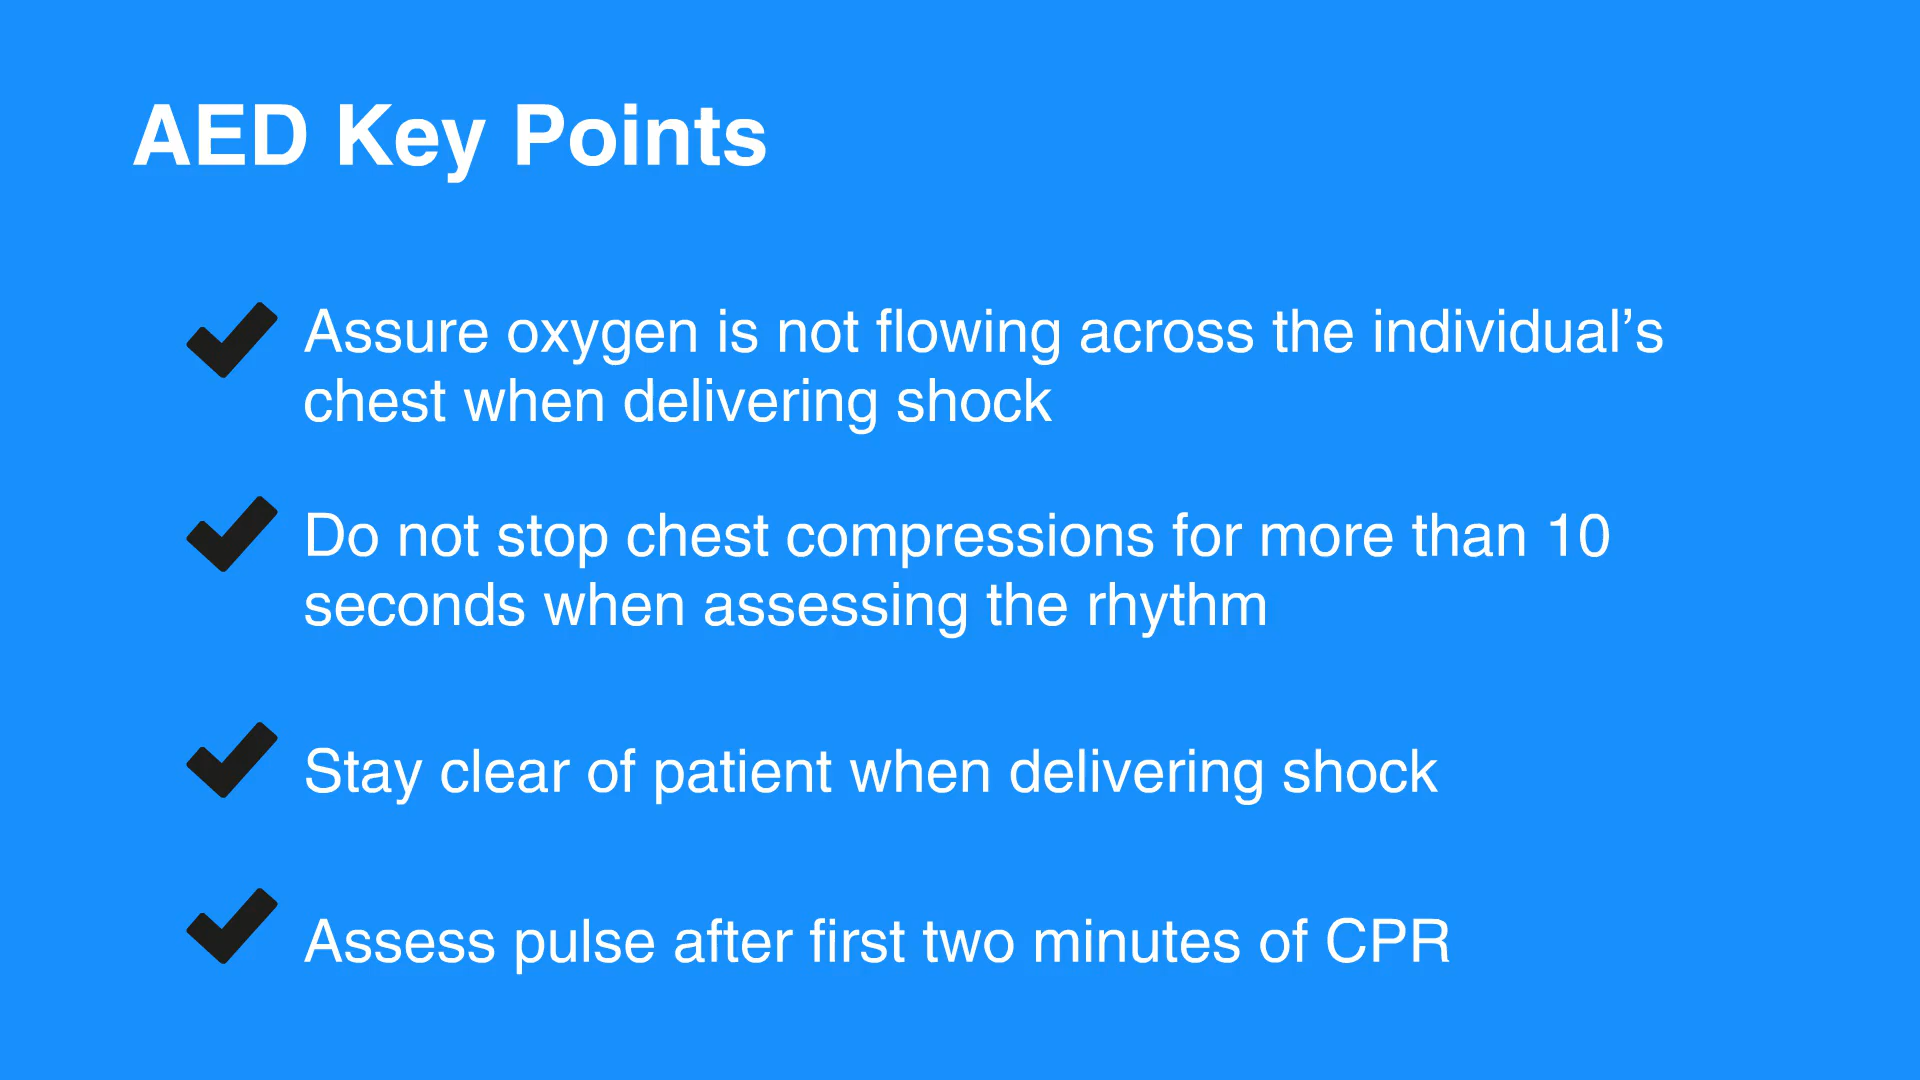 AED Key Points
Assure oxygen is not flowing across the individual’s
chest when delivering shock
Do not stop chest compressions for more than 10
seconds when assessing the rhythm
Stay clear of patient when delivering shock
Assess pulse after first two minutes of CPR